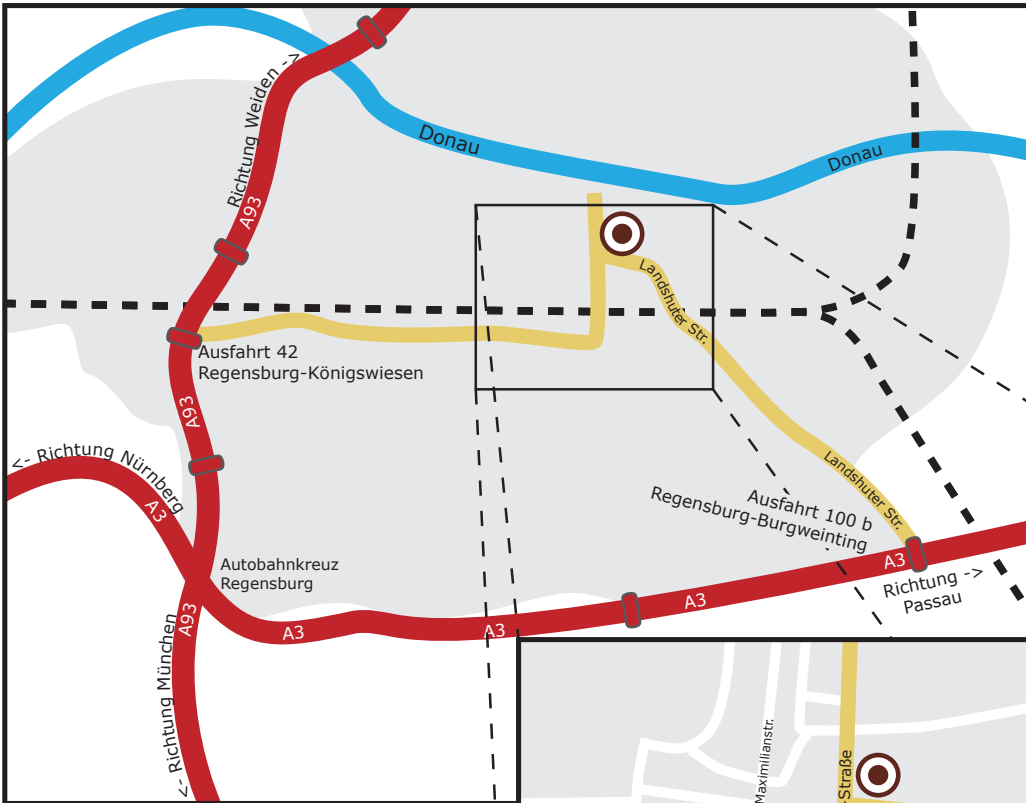 Richtung Weiden ->
A93
Donau
Donau
Landshuter Str.
Ausfahrt 42
Regensburg-Königswiesen
A93
<- Richtung Nürnberg
A3
Landshuter Str.
Ausfahrt 100 b
Regensburg-Burgweinting
A3
Richtung ->
Passau
Autobahnkreuz
Regensburg
A93
A3
A3
A3
<- Richtung München
Maximilianstr.
-Straße